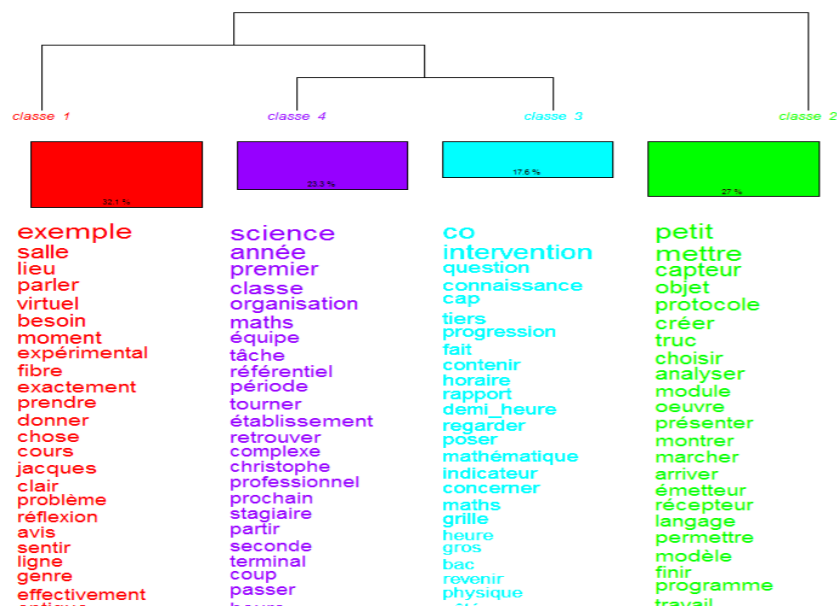 classe 1
classe 4
classe 3
classe 2
32.1 %
23.3 %
17.6 %
27 %
exemple
salle
lieu
parler
virtuel
besoin
moment
expérimental
fibre
exactement
prendre
donner
chose
cours
jacques
clair
problème
réflexion
avis
sentir
ligne
genre
effectivement
science
année
premier
classe
organisation
maths
équipe
tâche
référentiel
période
tourner
établissement
retrouver
complexe
christophe
professionnel
prochain
stagiaire
partir
seconde
terminal
coup
passer
co
intervention
question
connaissance
cap
tiers
progression
fait
contenir
horaire
rapport
demi_heure
regarder
poser
mathématique
indicateur
concerner
maths
grille
heure
gros
bac
revenir
physique
petit
mettre
capteur
objet
protocole
créer
truc
choisir
analyser
module
oeuvre
présenter
montrer
marcher
arriver
émetteur
récepteur
langage
permettre
modèle
finir
programme
travail